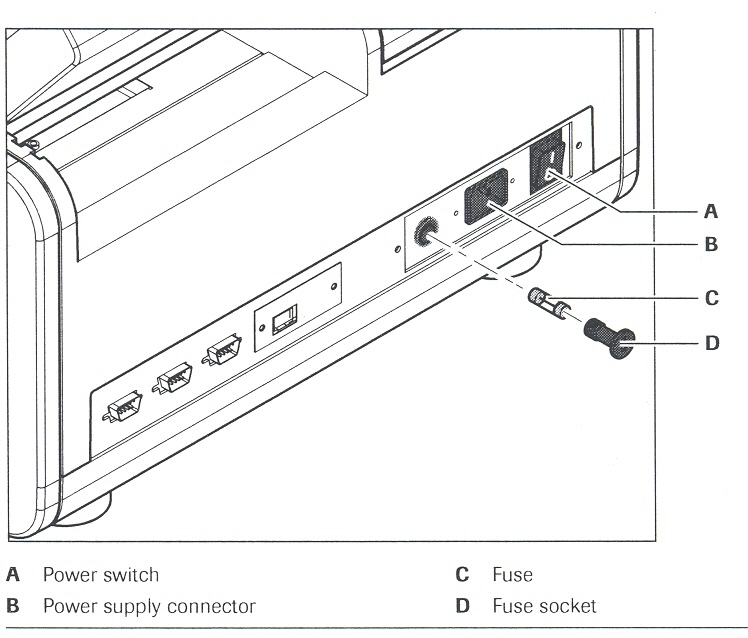 A
B
C
D
A Power switch
C Fuse
B Power supply connector
D Fuse socket